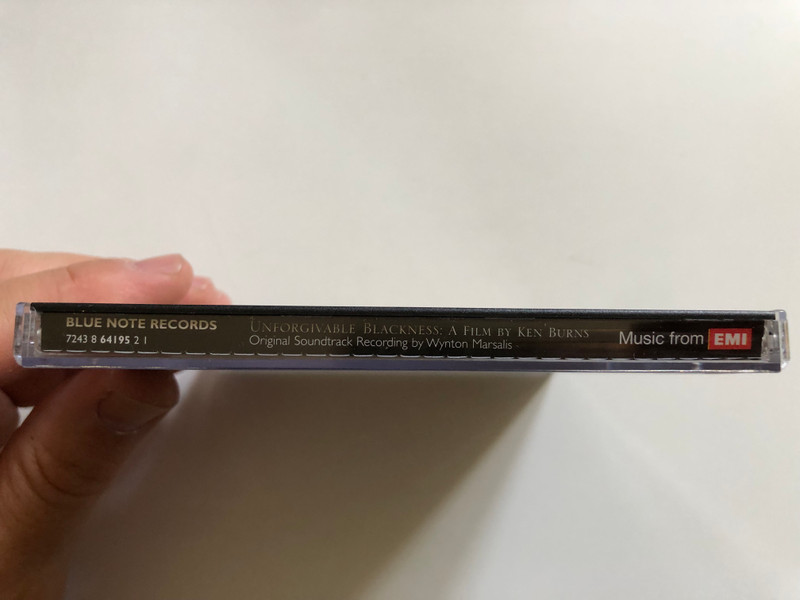 BLUE NOTE RECORDS
7243 8 64195 2 1
UNFORGIVABLE BLACKNESS: A FILM BY KEN BURNS
Original Soundtrack Recording by Wynton Marsalis
Music from EMI